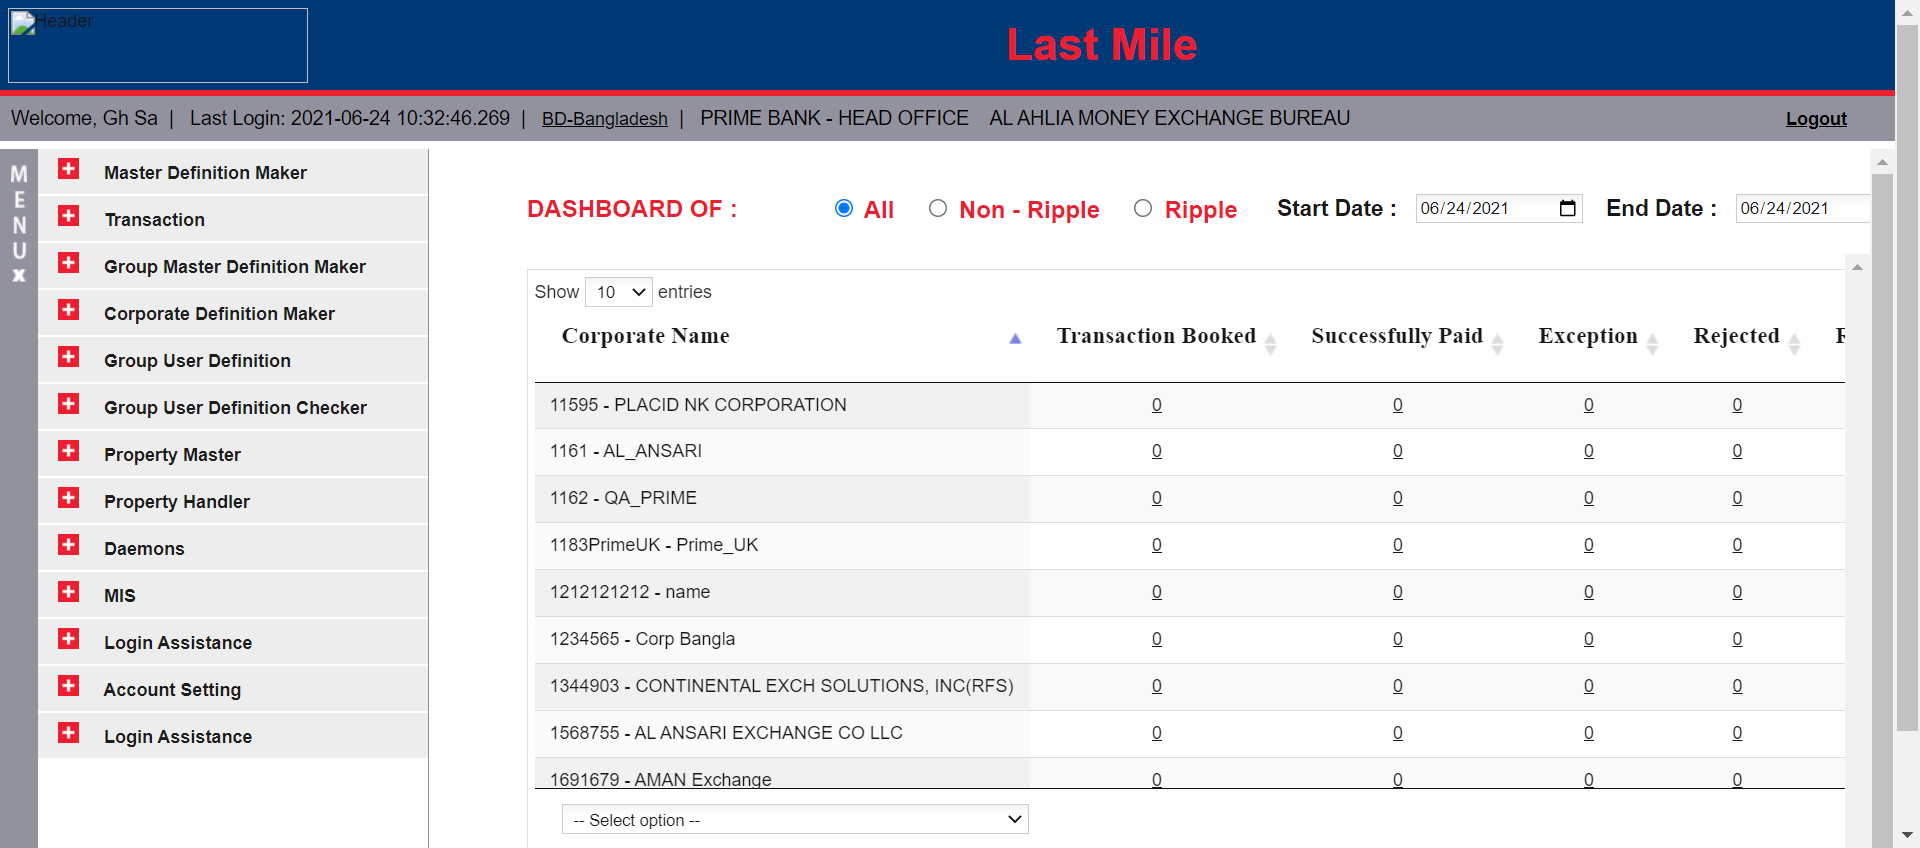 Header
Last Mile
Welcome, Gh Sa | Last Login: 2021-06-24 10:32:46.269 | BD-Bangladesh | PRIME BANK - HEAD OFFICE AL AHLIA MONEY EXCHANGE BUREAU Logout
MENU x
Master Definition Maker
Transaction
Group Master Definition Maker
Corporate Definition Maker
Group User Definition
Group User Definition Checker
Property Master
Property Handler
Daemons
MIS
Login Assistance
Account Setting
Login Assistance
DASHBOARD OF : All Non - Ripple Ripple Start Date : 06/24/2021 End Date : 06/24/2021
Show 10 entries
Corporate Name Transaction Booked Successfully Paid Exception Rejected
11595 - PLACID NK CORPORATION 0 0 0 0
1161 - AL_ANSARI 0 0 0 0
1162 - QA_PRIME 0 0 0 0
1183PrimeUK - Prime_UK 0 0 0 0
1212121212 - name 0 0 0 0
1234565 - Corp Bangla 0 0 0 0
1344903 - CONTINENTAL EXCH SOLUTIONS, INC(RFS) 0 0 0 0
1568755 - AL ANSARI EXCHANGE CO LLC 0 0 0 0
1691679 - AMAN Exchange 0 0 0 0
-- Select option --